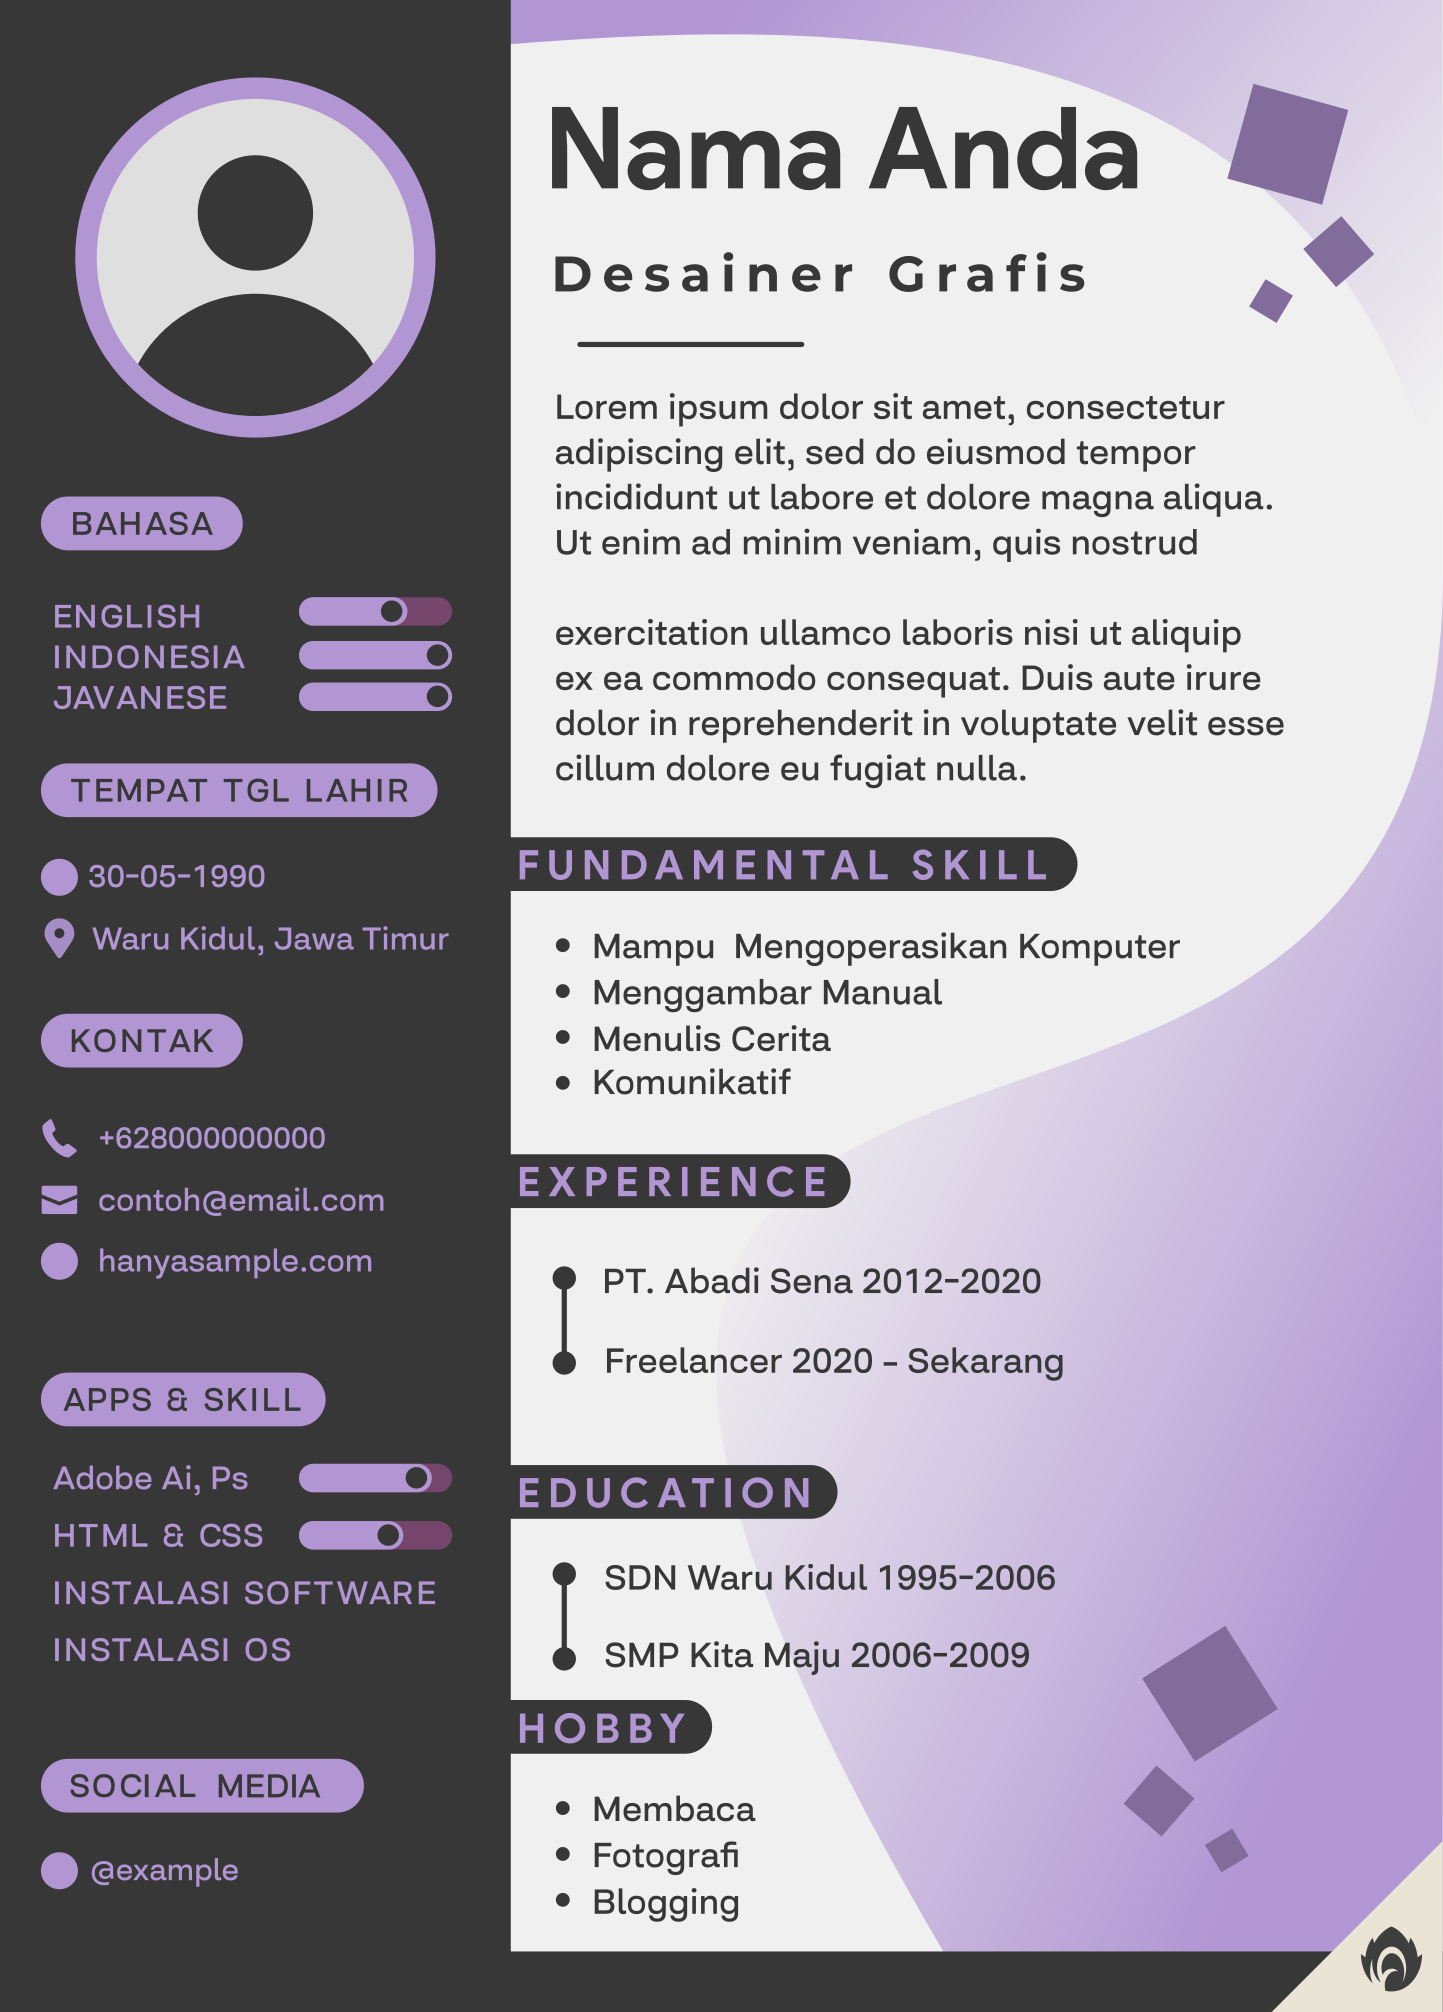 BAHASA
ENGLISH
INDONESIA
JAVANESE
TEMPAT TGL LAHIR
30-05-1990
Waru Kidul, Jawa Timur
KONTAK
+628000000000
contoh@email.com
hanyasample.com
APPS & SKILL
Adobe Ai, Ps
HTML & CSS
INSTALASI SOFTWARE
INSTALASI OS
SOCIAL MEDIA
@example
Nama Anda
Desainer Grafis
Lorem ipsum dolor sit amet, consectetur
adipiscing elit, sed do eiusmod tempor
incididunt ut labore et dolore magna aliqua.
Ut enim ad minim veniam, quis nostrud
exercitation ullamco laboris nisi ut aliquip
ex ea commodo consequat. Duis aute irure
dolor in reprehenderit in voluptate velit esse
cillum dolore eu fugiat nulla.
FUNDAMENTAL SKILL
• Mampu Mengoperasikan Komputer
• Menggambar Manual
• Menulis Cerita
• Komunikatif
EXPERIENCE
PT. Abadi Sena 2012-2020
Freelancer 2020 - Sekarang
EDUCATION
SDN Waru Kidul 1995-2006
SMP Kita Maju 2006-2009
HOBBY
• Membaca
• Fotografi
• Blogging